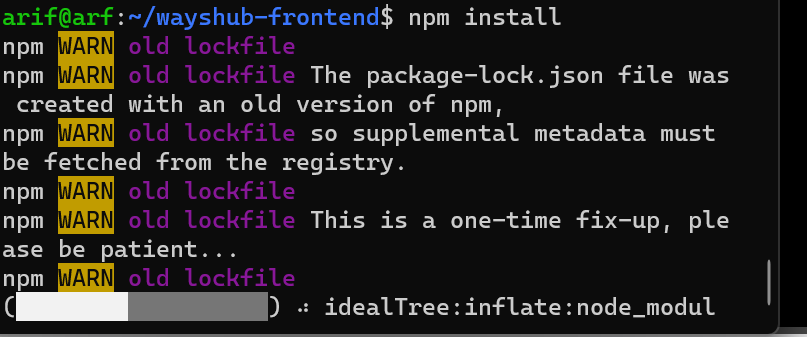 arif@arf:~/wayshub-frontend$ npm install
npm WARN old lockfile
npm WARN old lockfile The package-lock.json file was
created with an old version of npm,
npm WARN old lockfile so supplemental metadata must
be fetched from the registry.
npm WARN old lockfile
npm WARN old lockfile This is a one-time fix-up, ple
ase be patient...
npm WARN old lockfile
() ⠴ idealTree:inflate:node_modul